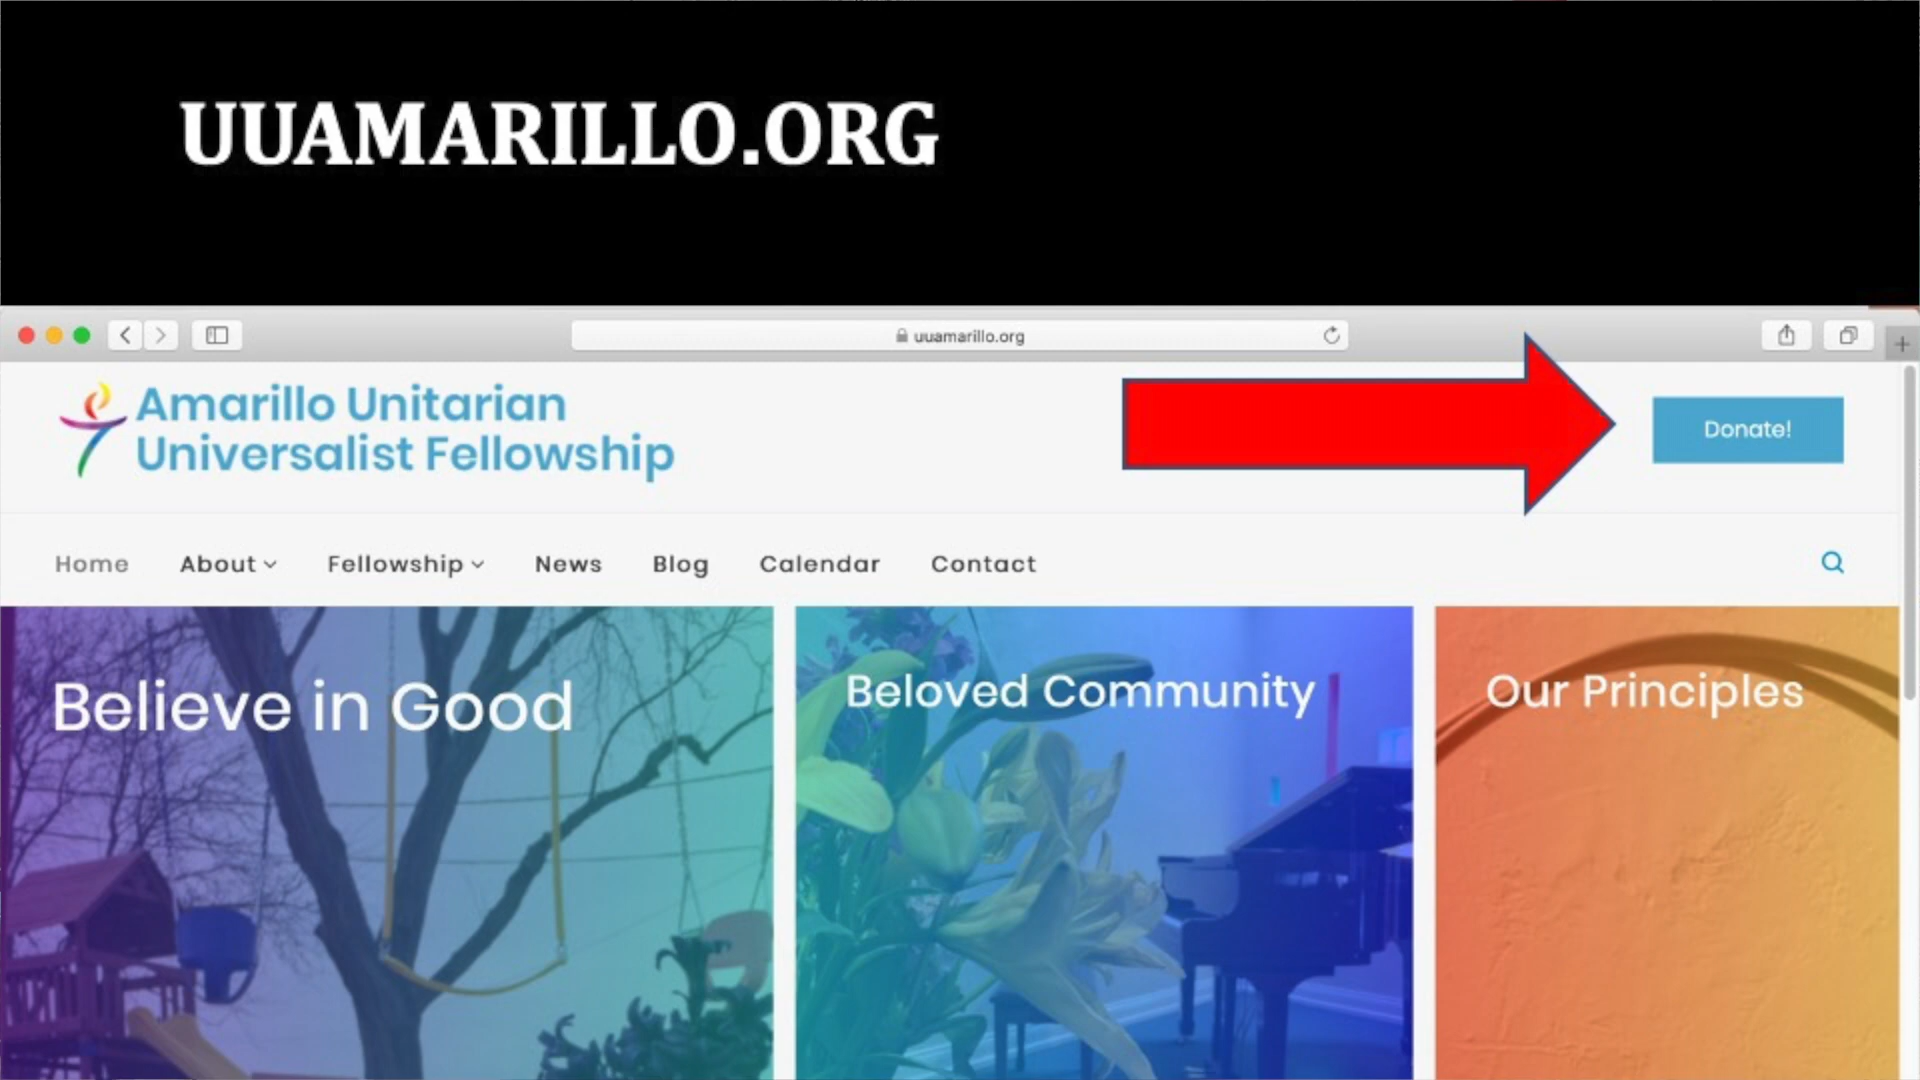 UUAMARILLO.ORG
uuamarillo.org
Amarillo Unitarian
Universalist Fellowship
Donate!
Home About Fellowship News Blog Calendar Contact
Believe in Good
Beloved Community
Our Principles